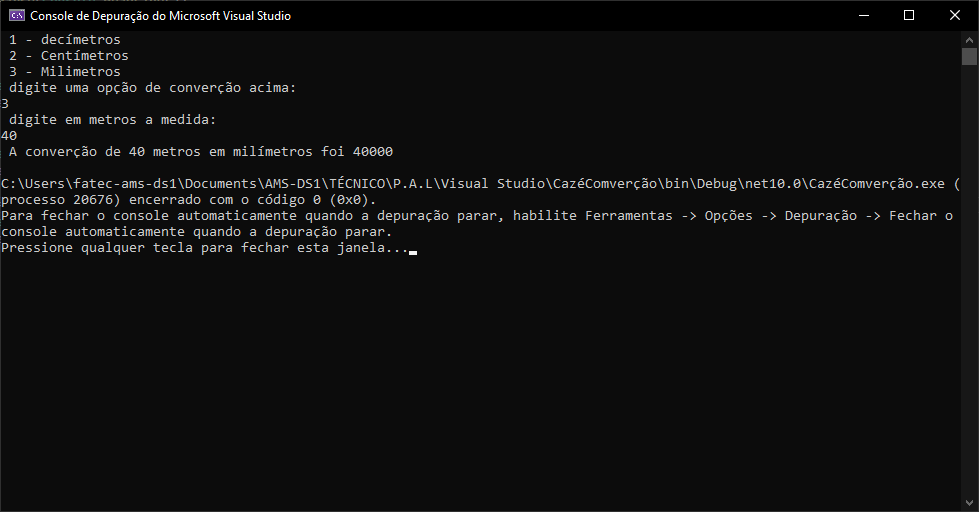 Console de Depuração do Microsoft Visual Studio
1 - decímetros
2 - Centímetros
3 - Milimetros
digite uma opção de converção acima:
3
digite em metros a medida:
40
A converção de 40 metros em milímetros foi 40000
C:\Users\fatec-ams-ds1\Documents\AMS-DS1\TÉCNICO\P.A.L\Visual Studio\CazéComverção\bin\Debug\net10.0\CazéComverção.exe (
processo 20676) encerrado com o código 0 (0x0).
Para fechar o console automaticamente quando a depuração parar, habilite Ferramentas -> Opções -> Depuração -> Fechar o
console automaticamente quando a depuração parar.
Pressione qualquer tecla para fechar esta janela...